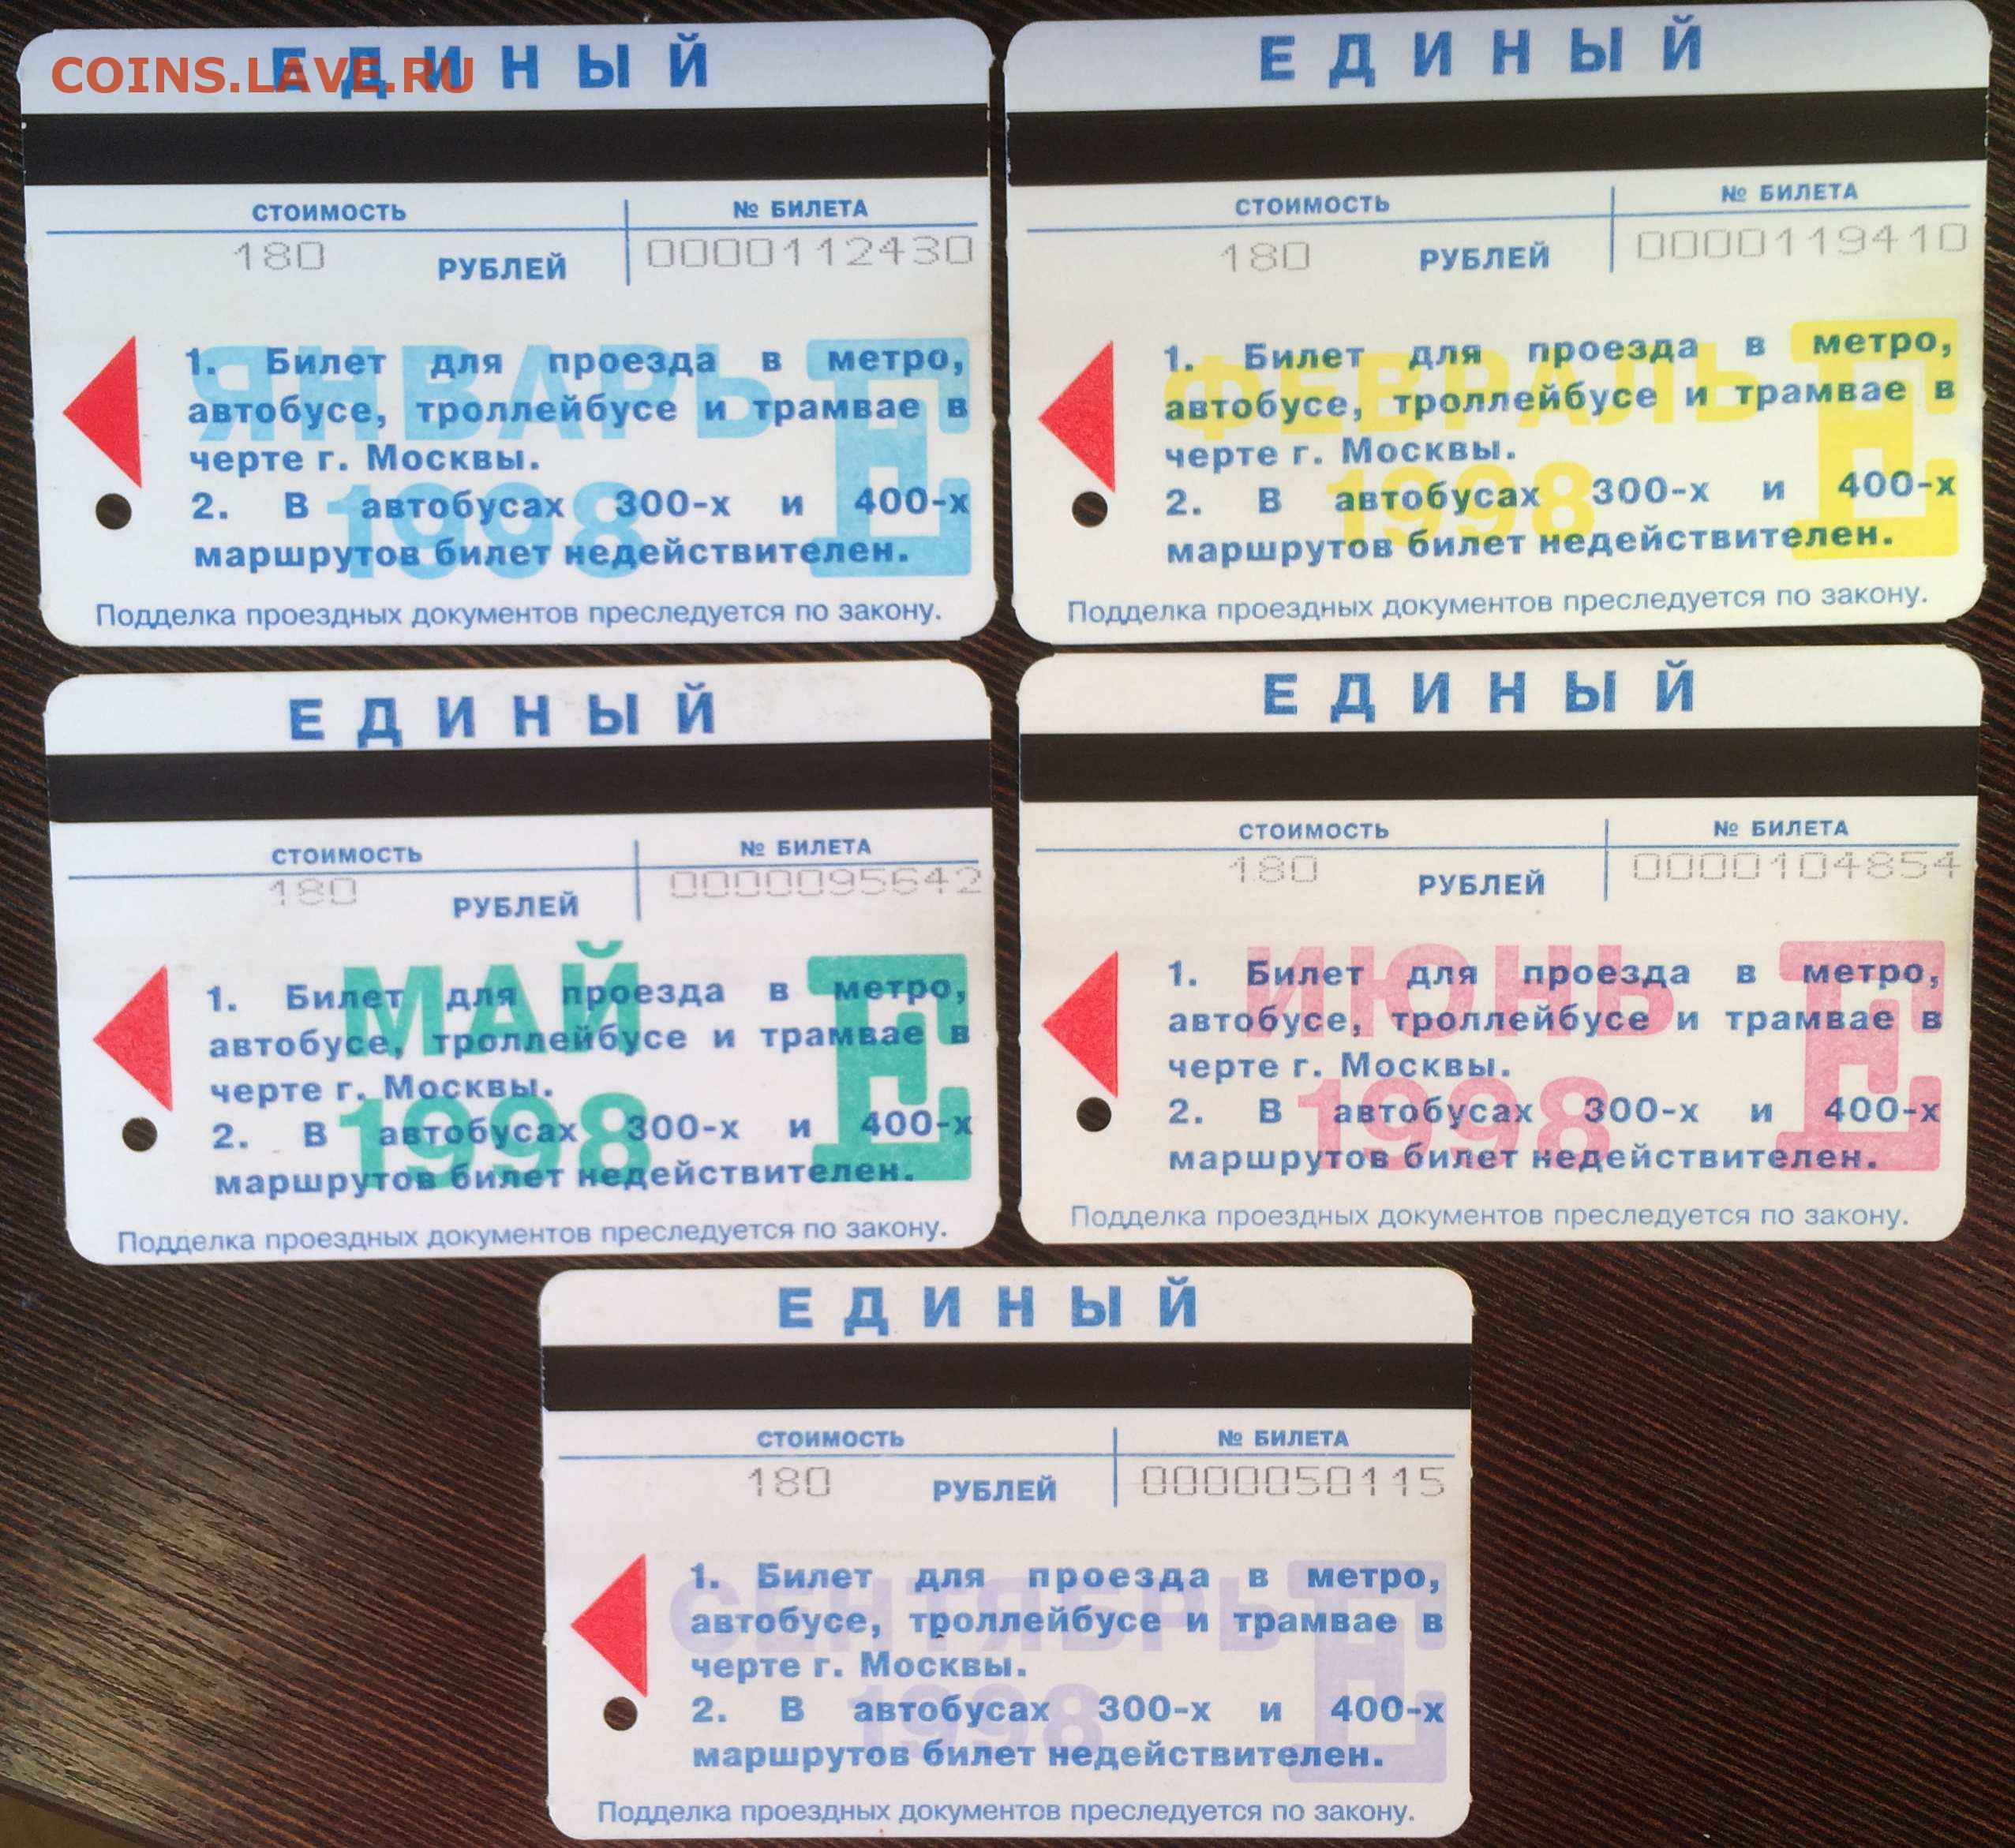 COINS.LAVE.RU
ЕДИНЫЙ
СТОИМОСТЬ № БИЛЕТА
180 РУБЛЕЙ 0000112430
ЯНВАРЬ Е
1998
1. Билет для проезда в метро,
автобусе, троллейбусе и трамвае в
черте г. Москвы.
2. В автобусах 300-х и 400-х
маршрутов билет недействителен.
Подделка проездных документов преследуется по закону.
ЕДИНЫЙ
СТОИМОСТЬ № БИЛЕТА
180 РУБЛЕЙ 0000119410
ФЕВРАЛЬ Е
1998
1. Билет для проезда в метро,
автобусе, троллейбусе и трамвае в
черте г. Москвы.
2. В автобусах 300-х и 400-х
маршрутов билет недействителен.
Подделка проездных документов преследуется по закону.
ЕДИНЫЙ
СТОИМОСТЬ № БИЛЕТА
180 РУБЛЕЙ 0000095642
МАЙ Е
1998
1. Билет для проезда в метро,
автобусе, троллейбусе и трамвае в
черте г. Москвы.
2. В автобусах 300-х и 400-х
маршрутов билет недействителен.
Подделка проездных документов преследуется по закону.
ЕДИНЫЙ
СТОИМОСТЬ № БИЛЕТА
180 РУБЛЕЙ 0000104854
ИЮНЬ Е
1998
1. Билет для проезда в метро,
автобусе, троллейбусе и трамвае в
черте г. Москвы.
2. В автобусах 300-х и 400-х
маршрутов билет недействителен.
Подделка проездных документов преследуется по закону.
ЕДИНЫЙ
СТОИМОСТЬ № БИЛЕТА
180 РУБЛЕЙ 0000050115
СЕНТЯБРЬ Е
1998
1. Билет для проезда в метро,
автобусе, троллейбусе и трамвае в
черте г. Москвы.
2. В автобусах 300-х и 400-х
маршрутов билет недействителен.
Подделка проездных документов преследуется по закону.